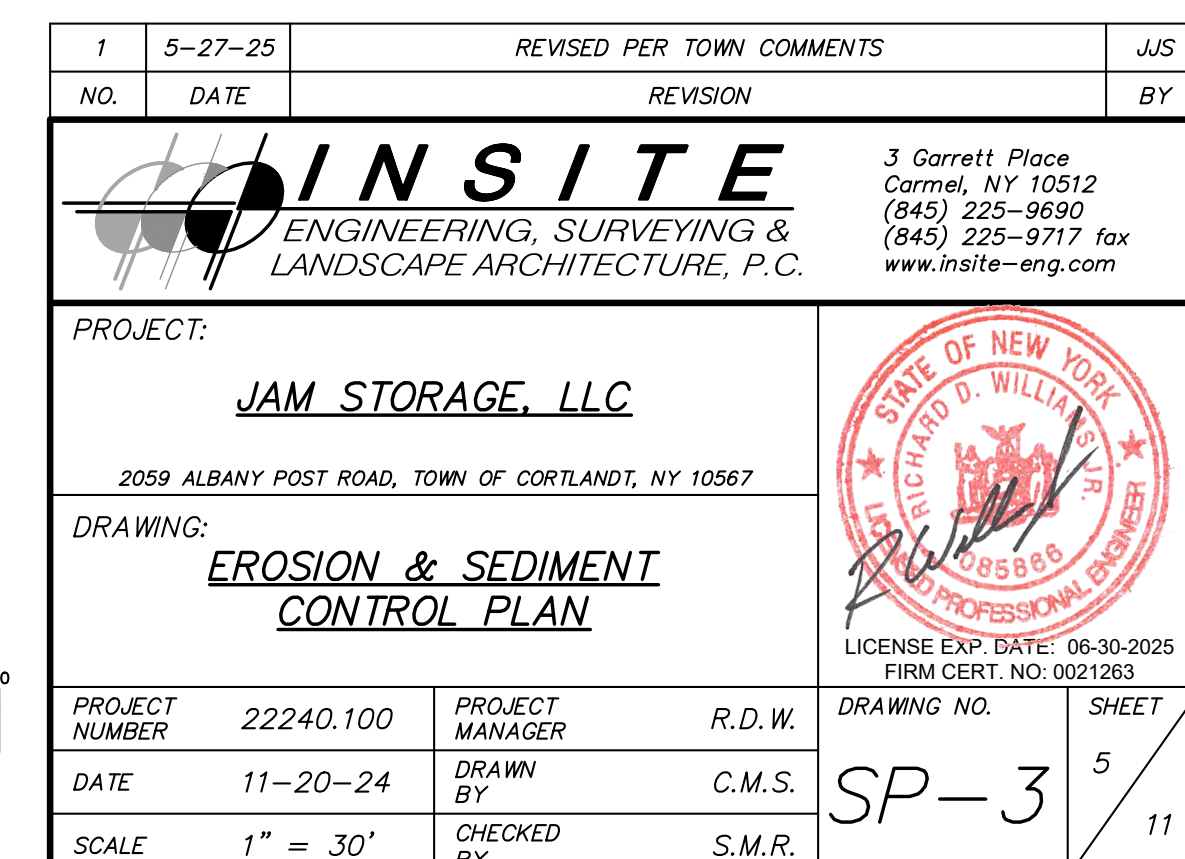 1 5-27-25 REVISED PER TOWN COMMENTS JJS
NO. DATE REVISION BY
INSITE
ENGINEERING, SURVEYING &
LANDSCAPE ARCHITECTURE, P.C.
3 Garrett Place
Carmel, NY 10512
(845) 225-9690
(845) 225-9717 fax
www.insite-eng.com
PROJECT:
JAM STORAGE, LLC
2059 ALBANY POST ROAD, TOWN OF CORTLANDT, NY 10567
DRAWING:
EROSION & SEDIMENT
CONTROL PLAN
STATE OF NEW YORK
RICHARD D. WILLIAMS JR.
085866
LICENSED PROFESSIONAL ENGINEER
LICENSE EXP. DATE: 06-30-2025
FIRM CERT. NO: 0021263
PROJECT
NUMBER
22240.100
PROJECT
MANAGER
R.D.W.
DRAWING NO.
SP-3
SHEET
5
11
DATE 11-20-24
DRAWN
BY
C.M.S.
SCALE 1" = 30'
CHECKED
BY
S.M.R.
0